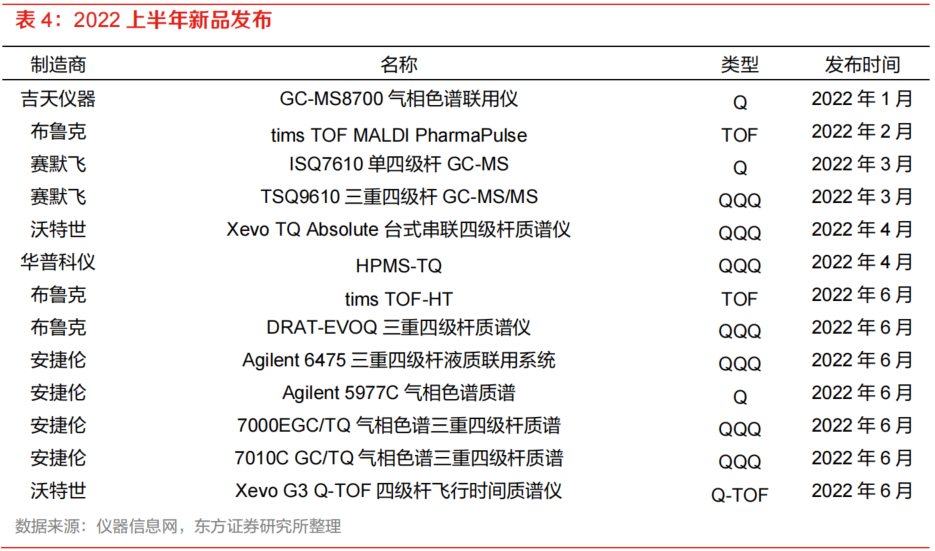 表 4：2022 上半年新品发布
制造商 名称 类型 发布时间
吉天仪器 GC-MS8700 气相色谱联用仪 Q 2022 年 1 月
布鲁克 tims TOF MALDI PharmaPulse TOF 2022 年 2 月
赛默飞 ISQ7610 单四级杆 GC-MS Q 2022 年 3 月
赛默飞 TSQ9610 三重四级杆 GC-MS/MS QQQ 2022 年 3 月
沃特世 Xevo TQ Absolute 台式串联四级杆质谱仪 QQQ 2022 年 4 月
华普科仪 HPMS-TQ QQQ 2022 年 4 月
布鲁克 tims TOF-HT TOF 2022 年 6 月
布鲁克 DRAT-EVOQ 三重四级杆质谱仪 QQQ 2022 年 6 月
安捷伦 Agilent 6475 三重四级杆液质联用系统 QQQ 2022 年 6 月
安捷伦 Agilent 5977C 气相色谱质谱 Q 2022 年 6 月
安捷伦 7000EGC/TQ 气相色谱三重四级杆质谱 QQQ 2022 年 6 月
安捷伦 7010C GC/TQ 气相色谱三重四级杆质谱 QQQ 2022 年 6 月
沃特世 Xevo G3 Q-TOF 四级杆飞行时间质谱仪 Q-TOF 2022 年 6 月
数据来源：仪器信息网，东方证券研究所整理